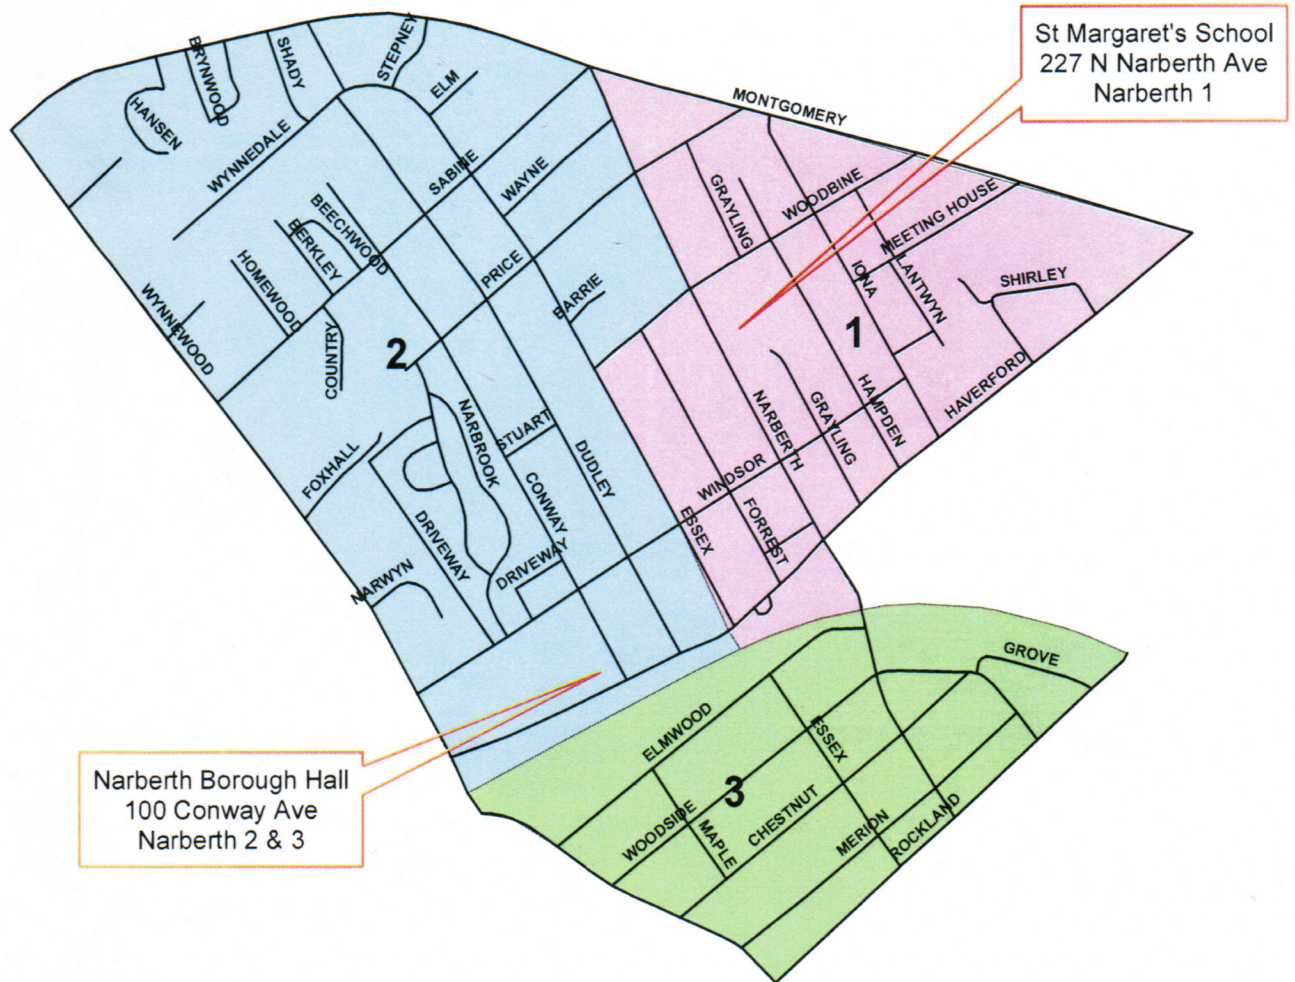 St Margaret's School
227 N Narberth Ave
Narberth 1
MONTGOMERY
STEPNEY
BRYNWOOD
SHADY
ELM
HANSEN
WYNNEDALE
SABINE
WAYNE
GRAYLING
WOODBINE
MEETING HOUSE
BEECHWOOD
BERKLEY
HOMEWOOD
PRICE
BARRIE
IONA
LANTWYN
SHIRLEY
WYNNEWOOD
COUNTRY
2
1
HAVERFORD
NARBROOK
STUART
DUDLEY
NARBERTH
GRAYLING
HAMPDEN
FOXHALL
WINDSOR
CONWAY
DRIVEWAY
DRIVEWAY
ESSEX
FORREST
NARWYN
GROVE
ELMWOOD
ESSEX
Narberth Borough Hall
100 Conway Ave
Narberth 2 & 3
3
WOODSIDE
MAPLE
CHESTNUT
MERION
ROCKLAND